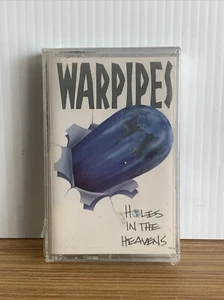 WARPIPES
HOLES
IN THE
HEAVENS